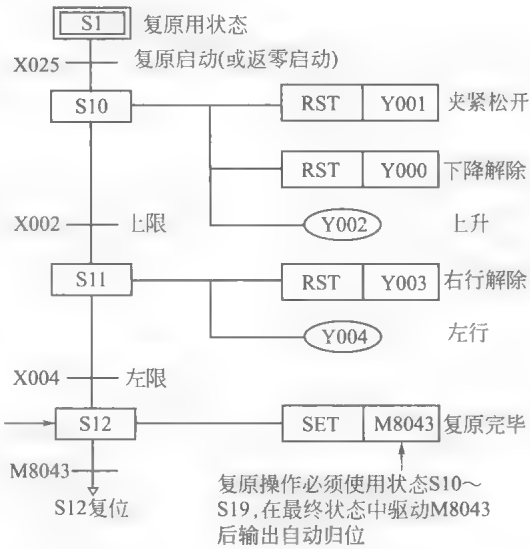 S1 复原用状态
X025 复原启动(或返零启动)
S10 RST Y001 夹紧松开
RST Y000 下降解除
X002 上限 Y002 上升
S11 RST Y003 右行解除
Y004 左行
X004 左限
S12 SET M8043 复原完毕
M8043
S12复位
复原操作必须使用状态S10～
S19,在最终状态中驱动M8043
后输出自动归位